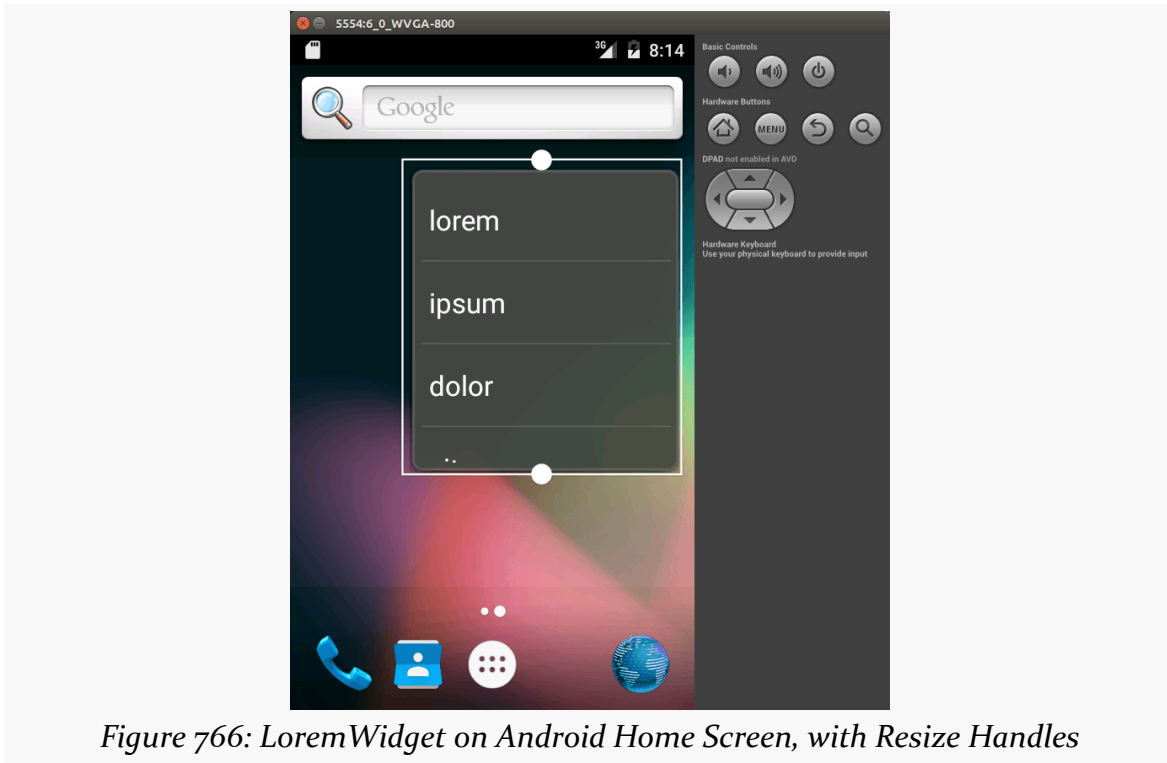 5554:6_0_WVGA-800
3G 8:14
Google
lorem
ipsum
dolor
Basic Controls
Hardware Buttons
MENU
DPAD not enabled in AVD
Hardware Keyboard
Use your physical keyboard to provide input
Figure 766: LoremWidget on Android Home Screen, with Resize Handles